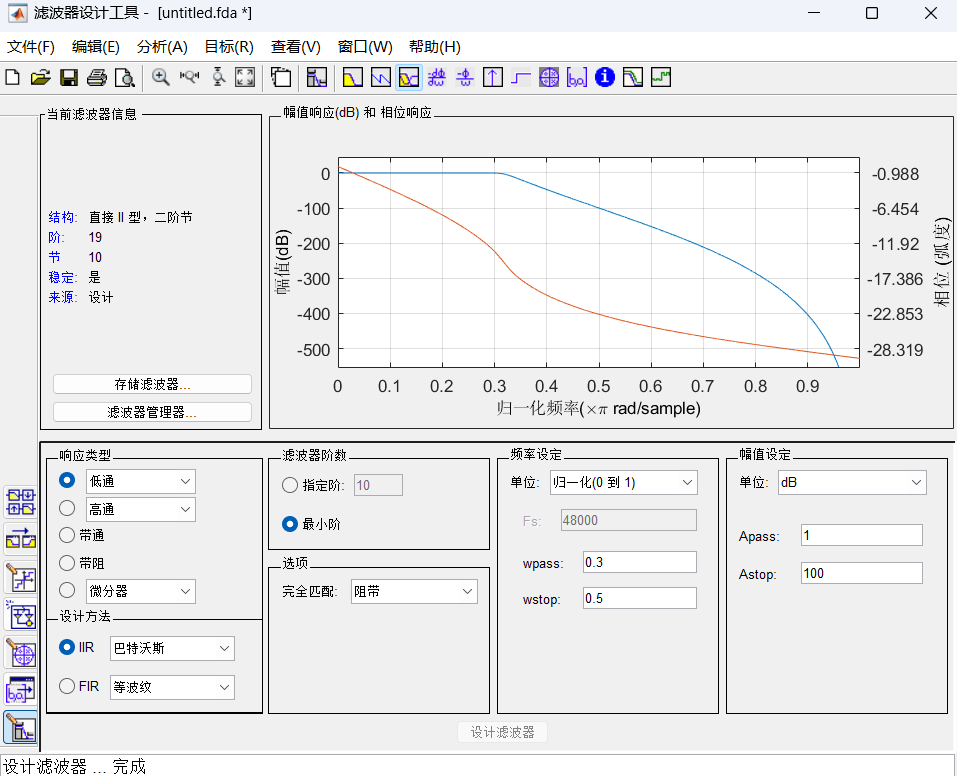 滤波器设计工具 - [untitled.fda *]
文件(F) 编辑(E) 分析(A) 目标(R) 查看(V) 窗口(W) 帮助(H)
当前滤波器信息
结构: 直接 II 型，二阶节
阶: 19
节 10
稳定: 是
来源: 设计
存储滤波器...
滤波器管理器...
幅值响应(dB) 和 相位响应
幅值(dB)
0
-100
-200
-300
-400
-500
0 0.1 0.2 0.3 0.4 0.5 0.6 0.7 0.8 0.9
归一化频率(×π rad/sample)
-0.988
-6.454
-11.92
-17.386
-22.853
-28.319
相位 (弧度)
响应类型
低通
高通
带通
带阻
微分器
设计方法
IIR 巴特沃斯
FIR 等波纹
滤波器阶数
指定阶: 10
最小阶
选项
完全匹配: 阻带
频率设定
单位: 归一化(0 到 1)
Fs: 48000
wpass: 0.3
wstop: 0.5
幅值设定
单位: dB
Apass: 1
Astop: 100
设计滤波器
设计滤波器 ... 完成